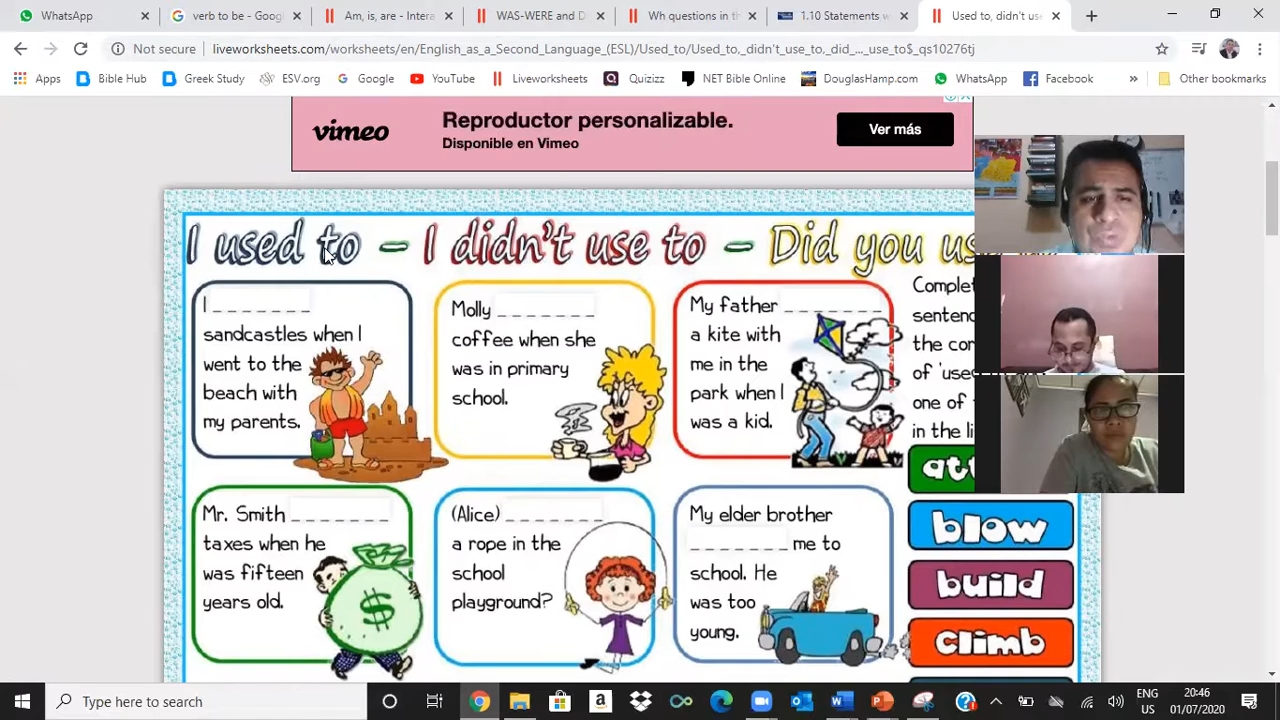 WhatsApp
verb to be - Goog
Am, is, are - Intera
WAS-WERE and D
Wh questions in th
1.10 Statements w
Used to, didn't use
Not secure
liveworksheets.com/worksheets/en/English_as_a_Second_Language_(ESL)/Used_to/Used_to,_didn't_use_to,_did_..._use_to$_qs10276tj
Apps
Bible Hub
Greek Study
ESV.org
Google
YouTube
Liveworksheets
Quizizz
NET Bible Online
DouglasHamp.com
WhatsApp
Facebook
»
Other bookmarks
vimeo
Reproductor personalizable.
Disponible en Vimeo
Ver más
I used to – I didn't use to – Did you us
I _ _ _ _ _ _ _
sandcastles when I
went to the
beach with
my parents.
Molly _ _ _ _ _ _ _
coffee when she
was in primary
school.
My father _ _ _ _ _ _ _
a kite with
me in the
park when I
was a kid.
Complet
sentenc
the cor
of 'used
one of
in the li
Mr. Smith _ _ _ _ _ _ _
taxes when he
was fifteen
years old.
$
(Alice) _ _ _ _ _ _ _
a rope in the
school
playground?
My elder brother
_ _ _ _ _ _ _ me to
school. He
was too
young.
att
blow
build
climb
Type here to search
ENG
ES
20:46
01/07/2020